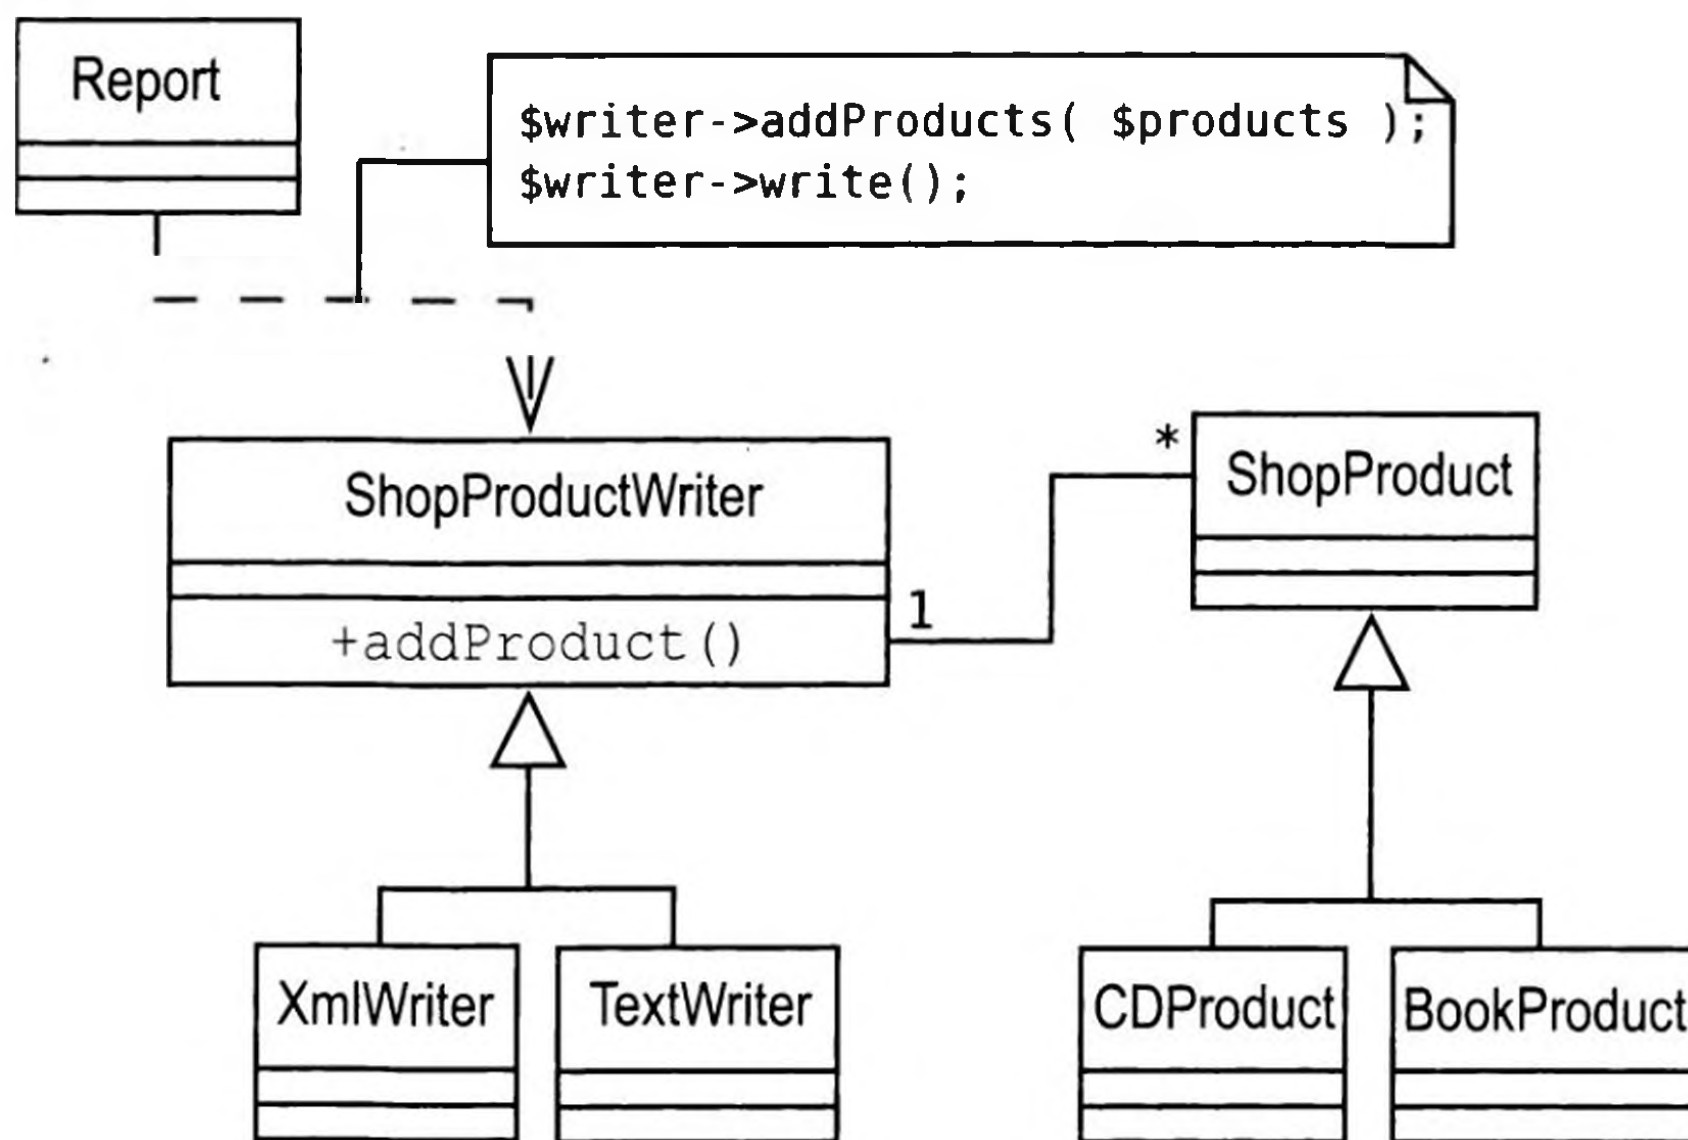 Report
$writer->addProducts( $products );
$writer->write();
*
ShopProduct
ShopProductWriter
1
+addProduct()
XmlWriter
TextWriter
CDProduct
BookProduct